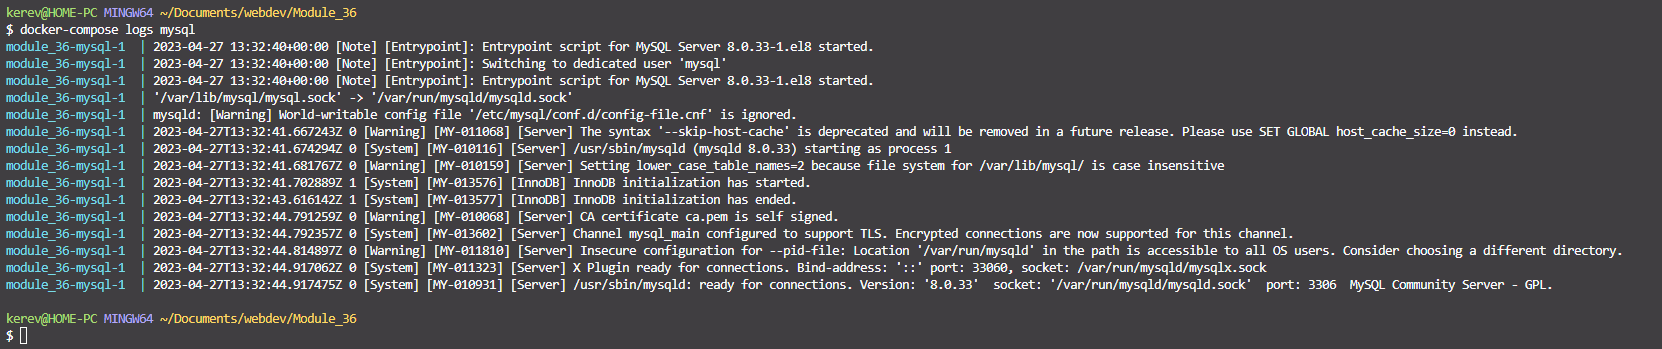 kerev@HOME-PC MINGW64 ~/Documents/webdev/Module_36
$ docker-compose logs mysql
module_36-mysql-1  | 2023-04-27 13:32:40+00:00 [Note] [Entrypoint]: Entrypoint script for MySQL Server 8.0.33-1.el8 started.
module_36-mysql-1  | 2023-04-27 13:32:40+00:00 [Note] [Entrypoint]: Switching to dedicated user 'mysql'
module_36-mysql-1  | 2023-04-27 13:32:40+00:00 [Note] [Entrypoint]: Entrypoint script for MySQL Server 8.0.33-1.el8 started.
module_36-mysql-1  | '/var/lib/mysql/mysql.sock' -> '/var/run/mysqld/mysqld.sock'
module_36-mysql-1  | mysqld: [Warning] World-writable config file '/etc/mysql/conf.d/config-file.cnf' is ignored.
module_36-mysql-1  | 2023-04-27T13:32:41.667243Z 0 [Warning] [MY-011068] [Server] The syntax '--skip-host-cache' is deprecated and will be removed in a future release. Please use SET GLOBAL host_cache_size=0 instead.
module_36-mysql-1  | 2023-04-27T13:32:41.674294Z 0 [System] [MY-010116] [Server] /usr/sbin/mysqld (mysqld 8.0.33) starting as process 1
module_36-mysql-1  | 2023-04-27T13:32:41.681767Z 0 [Warning] [MY-010159] [Server] Setting lower_case_table_names=2 because file system for /var/lib/mysql/ is case insensitive
module_36-mysql-1  | 2023-04-27T13:32:41.702889Z 1 [System] [MY-013576] [InnoDB] InnoDB initialization has started.
module_36-mysql-1  | 2023-04-27T13:32:43.616142Z 1 [System] [MY-013577] [InnoDB] InnoDB initialization has ended.
module_36-mysql-1  | 2023-04-27T13:32:44.791259Z 0 [Warning] [MY-010068] [Server] CA certificate ca.pem is self signed.
module_36-mysql-1  | 2023-04-27T13:32:44.792357Z 0 [System] [MY-013602] [Server] Channel mysql_main configured to support TLS. Encrypted connections are now supported for this channel.
module_36-mysql-1  | 2023-04-27T13:32:44.814897Z 0 [Warning] [MY-011810] [Server] Insecure configuration for --pid-file: Location '/var/run/mysqld' in the path is accessible to all OS users. Consider choosing a different directory.
module_36-mysql-1  | 2023-04-27T13:32:44.917062Z 0 [System] [MY-011323] [Server] X Plugin ready for connections. Bind-address: '::' port: 33060, socket: /var/run/mysqld/mysqlx.sock
module_36-mysql-1  | 2023-04-27T13:32:44.917475Z 0 [System] [MY-010931] [Server] /usr/sbin/mysqld: ready for connections. Version: '8.0.33'  socket: '/var/run/mysqld/mysqld.sock'  port: 3306  MySQL Community Server - GPL.
kerev@HOME-PC MINGW64 ~/Documents/webdev/Module_36
$